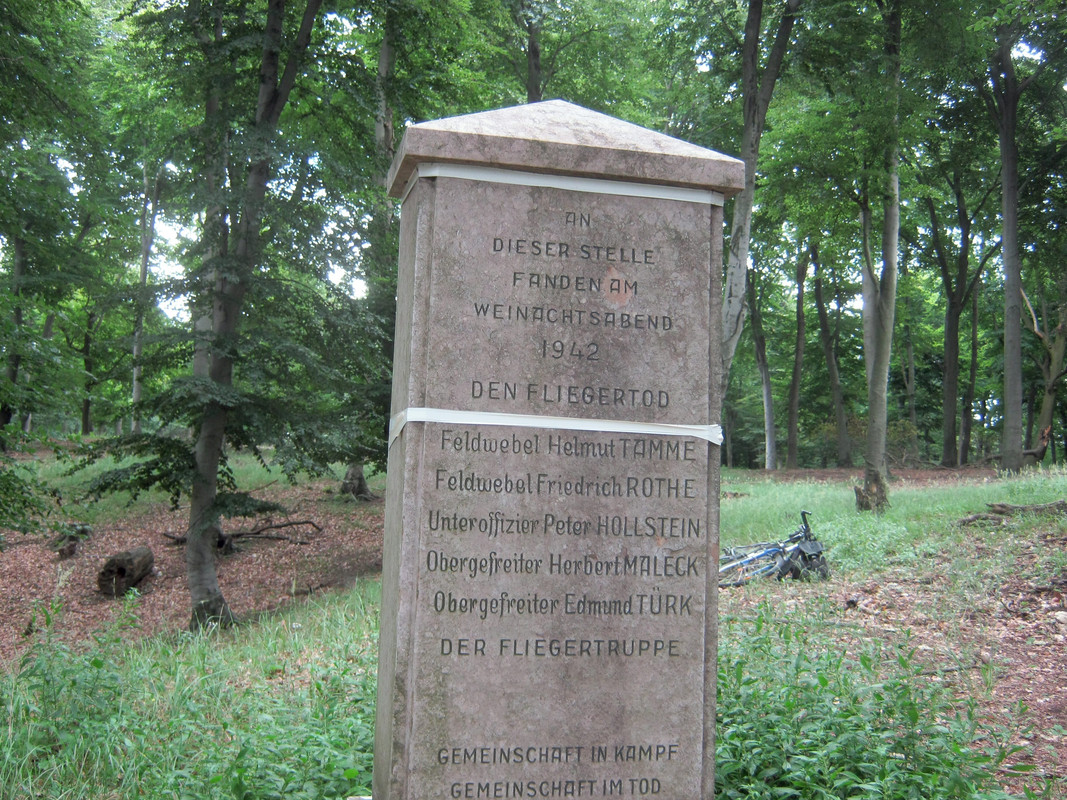 AN
DIESER STELLE
FANDEN AM
WEINACHTSABEND
1942
DEN FLIEGERTOD
Feldwebel Helmut TAMME
Feldwebel Friedrich ROTHE
Unteroffizier Peter HOLLSTEIN
Obergefreiter Herbert MALECK
Obergefreiter Edmund TÜRK
DER FLIEGERTRUPPE
GEMEINSCHAFT IN KAMPF
GEMEINSCHAFT IM TOD